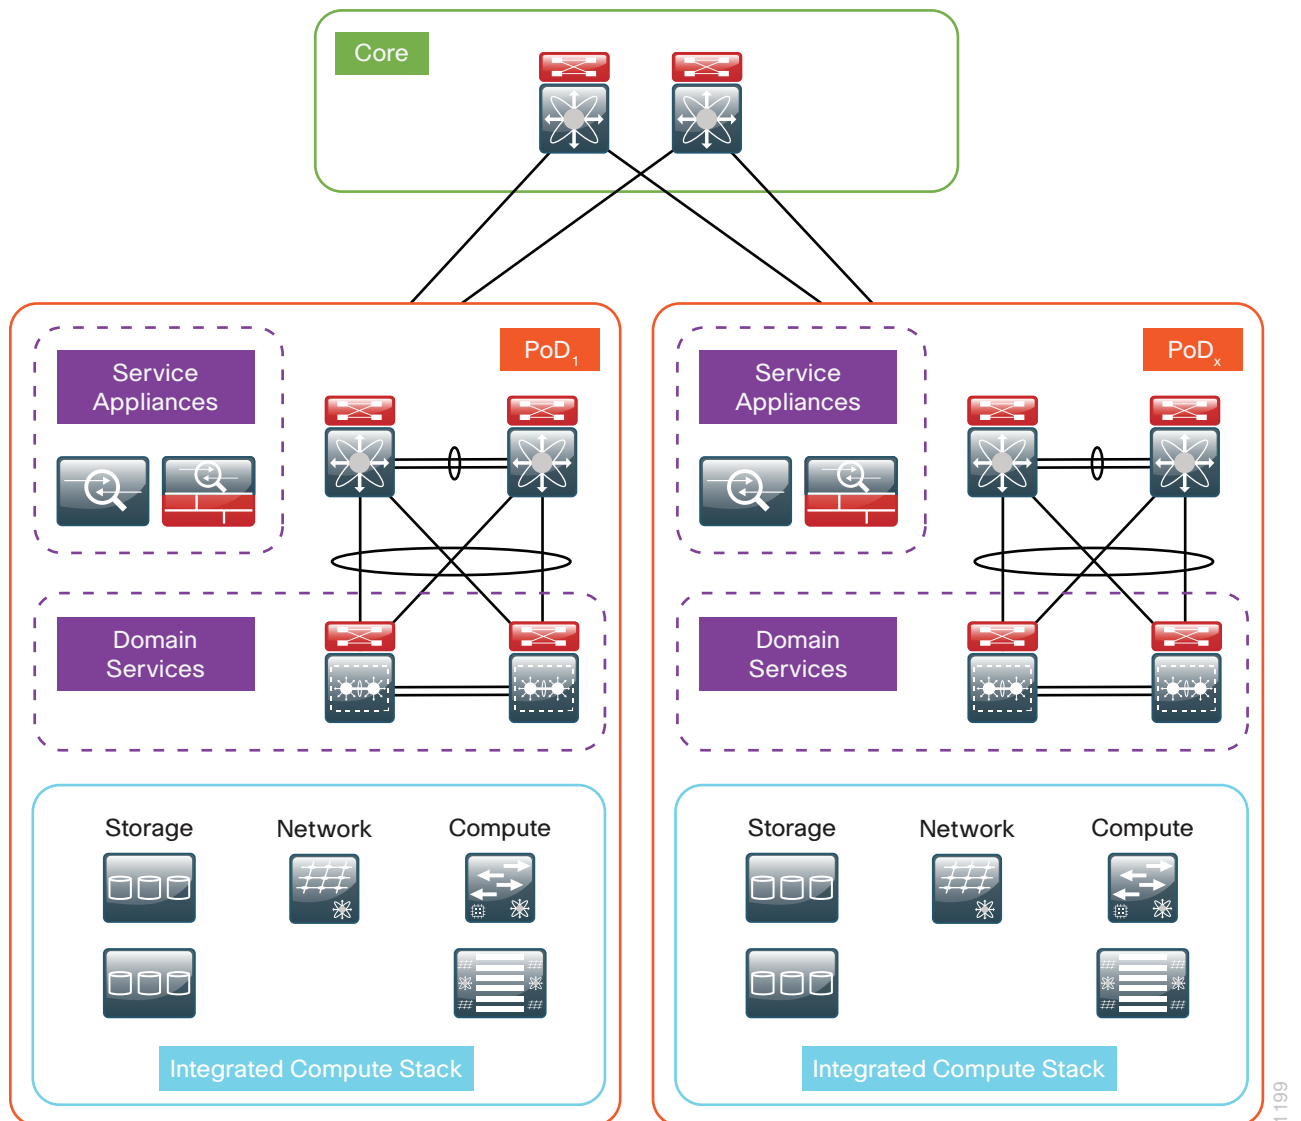 Core
PoD1
Service
Appliances
Domain
Services
Storage
Network
Compute
Integrated Compute Stack
PoDx
Service
Appliances
Domain
Services
Storage
Network
Compute
Integrated Compute Stack
1199